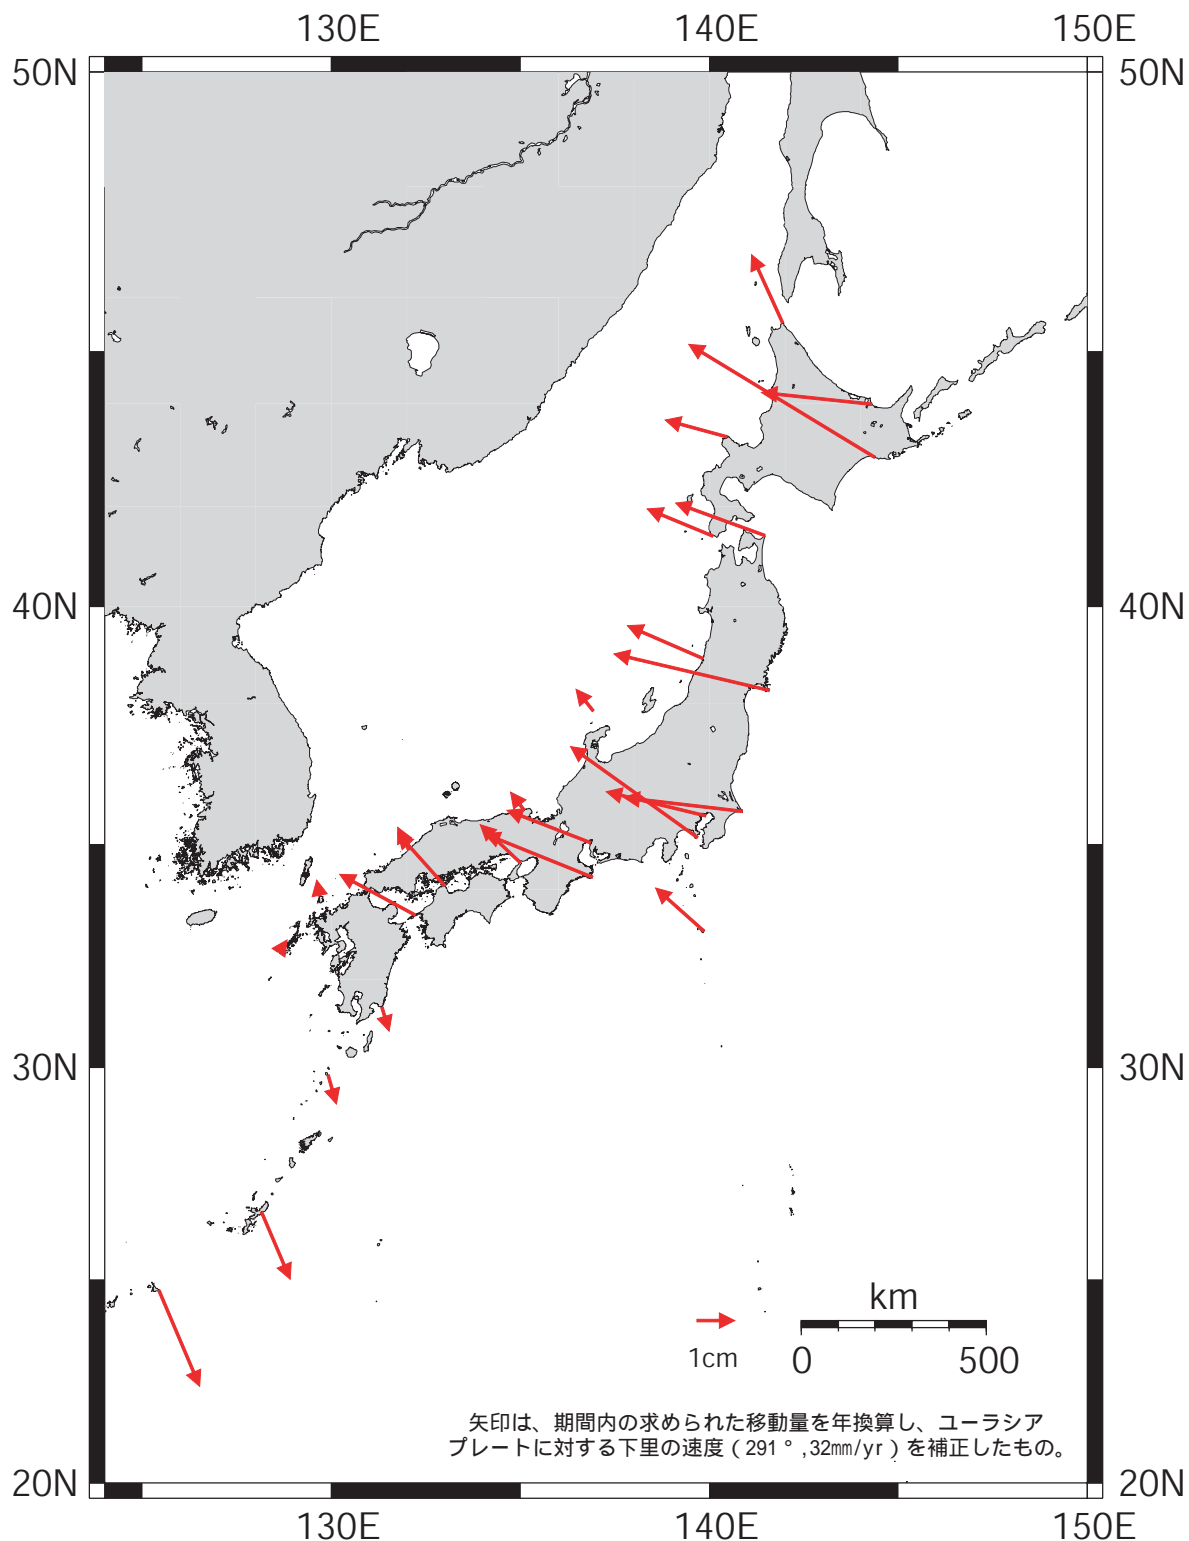 130E 140E 150E
50N 50N
40N 40N
30N 30N
km
1cm 0 500
矢印は、期間内の求められた移動量を年換算し、ユーラシア
プレートに対する下里の速度(291°,32mm/yr)を補正したもの。
20N 20N
130E 140E 150E